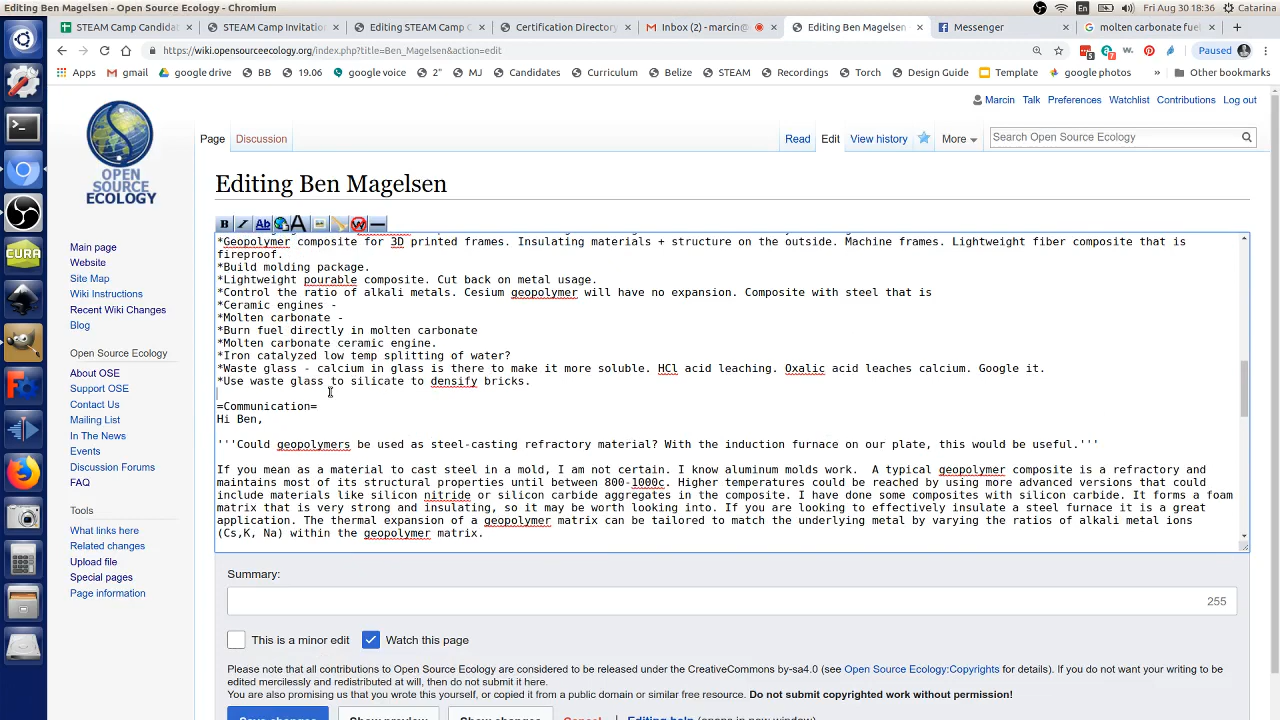 Editing Ben Magelsen - Chromium
En
Fri Aug 30 18:36
Catarina
STEAM Camp Candidat
STEAM Camp Invitatio
Editing STEAM Camp
Certification Directory
Inbox (2) - marcin@
Editing Ben Magelsen -
Messenger
molten carbonate fuel
https://wiki.opensourceecology.org/index.php?title=Ben_Magelsen&action=edit
Paused
Apps
gmail
google drive
BB
19.06
google voice
2"
MJ
Candidates
Curriculum
Belize
STEAM
Recordings
Torch
Design Guide
Template
google photos
»
Other bookmarks
Marcin
Talk
Preferences
Watchlist
Contributions
Log out
OPEN
SOURCE
ECOLOGY
Page
Discussion
Read
Edit
View history
More
Search Open Source Ecology
Editing Ben Magelsen
*Geopolymer composite for 3D printed frames. Insulating materials + structure on the outside. Machine frames. Lightweight fiber composite that is
fireproof.
*Build molding package.
*Lightweight pourable composite. Cut back on metal usage.
*Control the ratio of alkali metals. Cesium geopolymer will have no expansion. Composite with steel that is
*Ceramic engines -
*Molten carbonate -
*Burn fuel directly in molten carbonate
*Molten carbonate ceramic engine.
*Iron catalyzed low temp splitting of water?
*Waste glass - calcium in glass is there to make it more soluble. HCl acid leaching. Oxalic acid leaches calcium. Google it.
*Use waste glass to silicate to densify bricks.
=Communication=
Hi Ben,
'''Could geopolymers be used as steel-casting refractory material? With the induction furnace on our plate, this would be useful.'''
If you mean as a material to cast steel in a mold, I am not certain. I know aluminum molds work.  A typical geopolymer composite is a refractory and
maintains most of its structural properties until between 800-1000c. Higher temperatures could be reached by using more advanced versions that could
include materials like silicon nitride or silicon carbide aggregates in the composite. I have done some composites with silicon carbide. It forms a foam
matrix that is very strong and insulating, so it may be worth looking into. If you are looking to effectively insulate a steel furnace it is a great
application. The thermal expansion of a geopolymer matrix can be tailored to match the underlying metal by varying the ratios of alkali metal ions
(Cs,K, Na) within the geopolymer matrix.
Main page
Website
Site Map
Wiki Instructions
Recent Wiki Changes
Blog
Open Source Ecology
About OSE
Support OSE
Contact Us
Mailing List
In The News
Events
Discussion Forums
FAQ
Tools
What links here
Related changes
Upload file
Special pages
Page information
Summary:
255
This is a minor edit
Watch this page
Please note that all contributions to Open Source Ecology are considered to be released under the CreativeCommons by-sa4.0 (see Open Source Ecology:Copyrights for details). If you do not want your writing to be
edited mercilessly and redistributed at will, then do not submit it here.
You are also promising us that you wrote this yourself, or copied it from a public domain or similar free resource. Do not submit copyrighted work without permission!
Save changes
Show preview
Show changes
Cancel
Editing help (opens in new window)